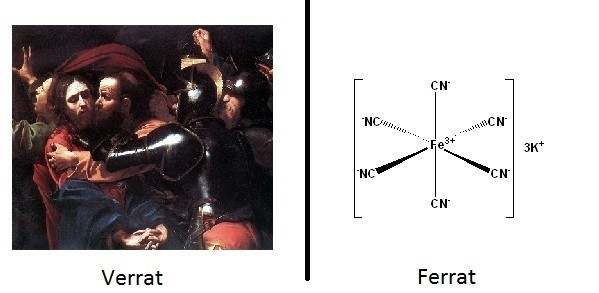 CN⁻
⁻NC CN⁻
Fe³⁺ 3K⁺
⁻NC CN⁻
CN⁻
Verrat Ferrat